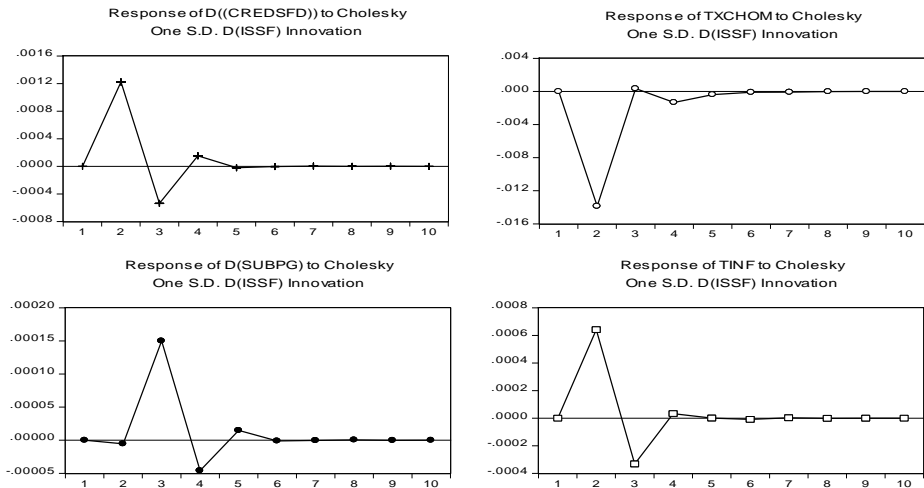 Response of D((CREDSFD)) to Cholesky
One S.D. D(ISSF) Innovation
.0016
.0012
.0008
.0004
.0000
-.0004
-.0008
1 2 3 4 5 6 7 8 9 10
Response of TXCHOM to Cholesky
One S.D. D(ISSF) Innovation
.004
.000
-.004
-.008
-.012
-.016
1 2 3 4 5 6 7 8 9 10
Response of D(SUBPG) to Cholesky
One S.D. D(ISSF) Innovation
.00020
.00015
.00010
.00005
.00000
-.00005
1 2 3 4 5 6 7 8 9 10
Response of TINF to Cholesky
One S.D. D(ISSF) Innovation
.0008
.0006
.0004
.0002
.0000
-.0002
-.0004
1 2 3 4 5 6 7 8 9 10